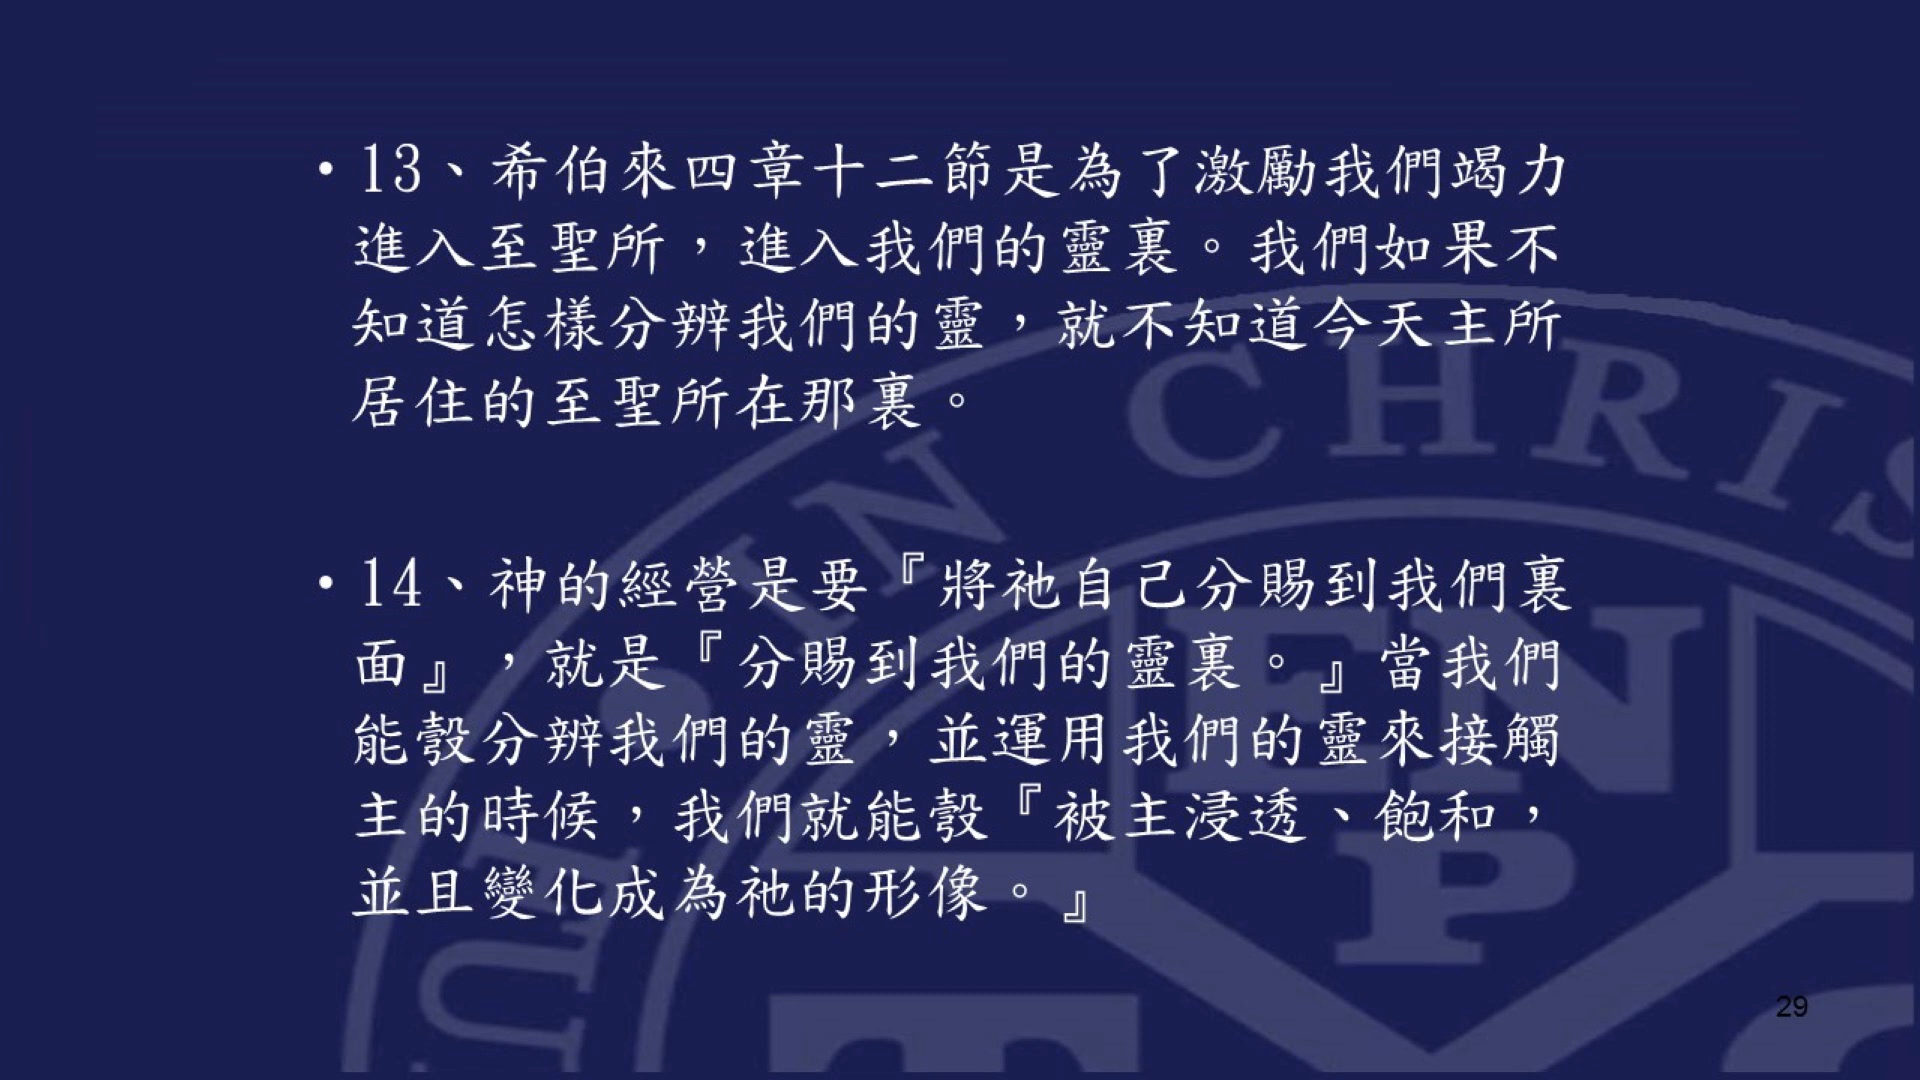 •13、希伯來四章十二節是為了激勵我們竭力
進入至聖所，進入我們的靈裏。我們如果不
知道怎樣分辨我們的靈，就不知道今天主所
居住的至聖所在那裏。
•14、神的經營是要『將祂自己分賜到我們裏
面』，就是『分賜到我們的靈裏。』當我們
能彀分辨我們的靈，並運用我們的靈來接觸
主的時候，我們就能彀『被主浸透、飽和，
並且變化成為祂的形像。』
IN CHRIS
EN
P
29